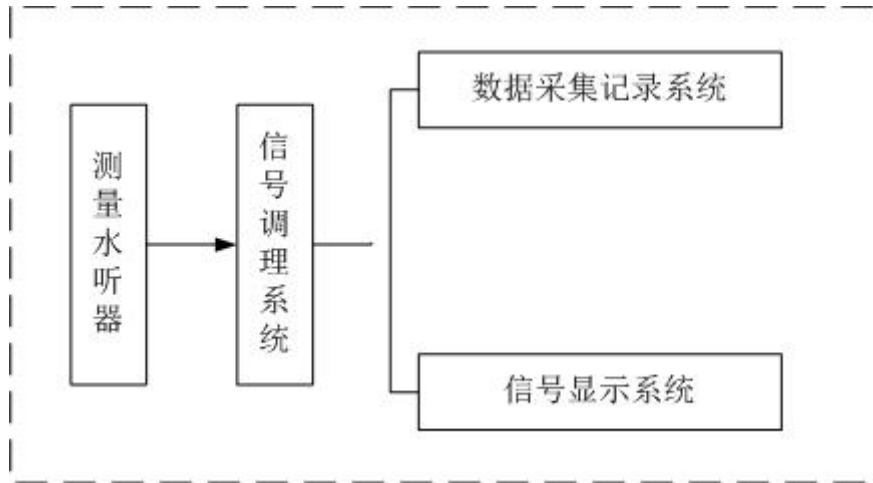 测量水听器
信号调理系统
数据采集记录系统
信号显示系统